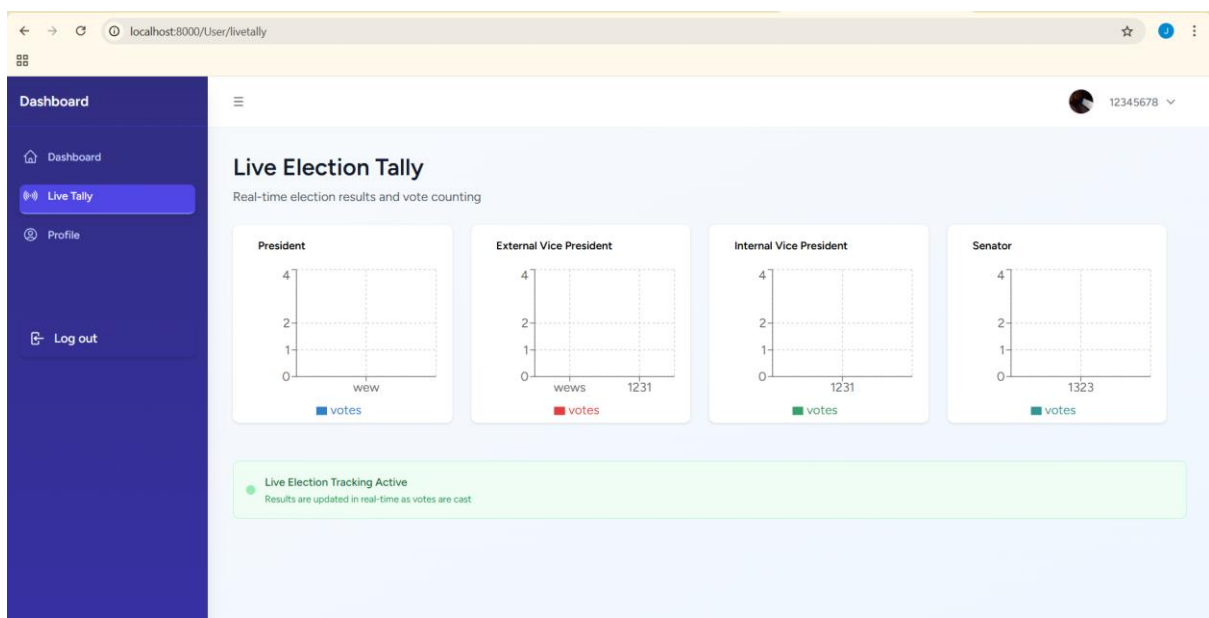 localhost:8000/User/livetally
J
Dashboard
12345678
Dashboard
Live Tally
Profile
Log out
Live Election Tally
Real-time election results and vote counting
President
4
2
1
0
wew
votes
External Vice President
4
2
1
0
wews 1231
votes
Internal Vice President
4
2
1
0
1231
votes
Senator
4
2
1
0
1323
votes
Live Election Tracking Active
Results are updated in real-time as votes are cast